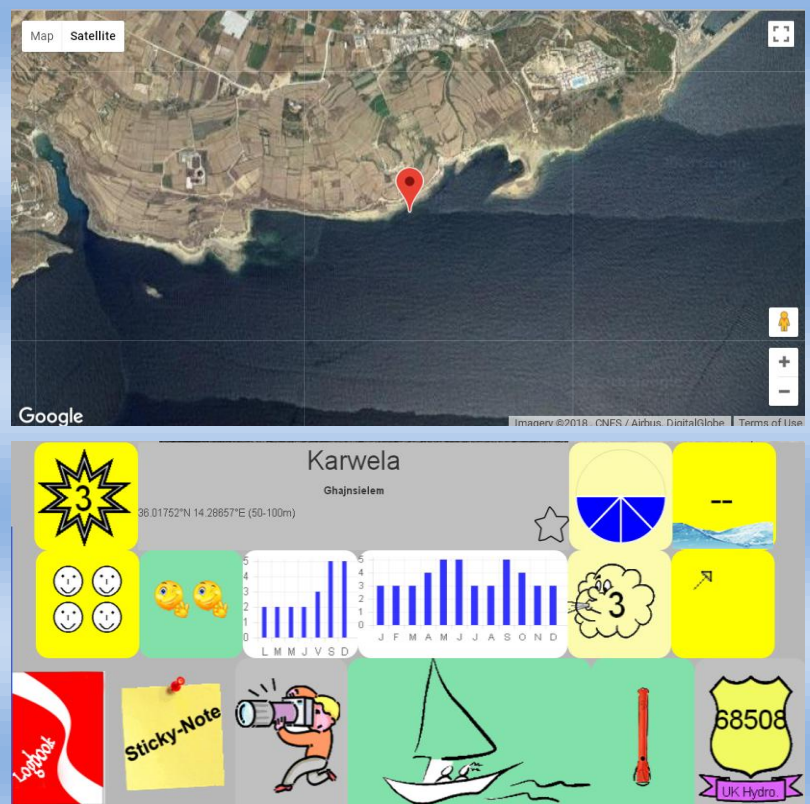 Map Satellite
Google
Imagery ©2018 , CNES / Airbus, DigitalGlobe Terms of Use
3
Karwela
Ghajnsielem
36.01752°N 14.28657°E (50-100m)
--
5
4
3
2
1
0
L M M J V S D
5
4
3
2
1
0
J F M A M J J A S O N D
3
Logbook
Sticky-Note
68508
UK Hydro.